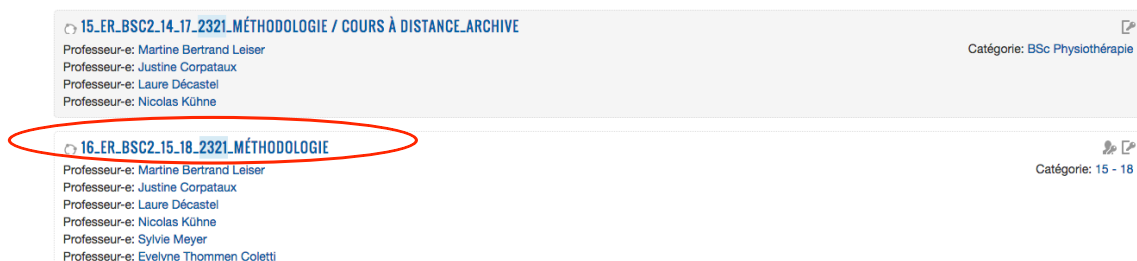 15_ER_BSC2_14_17_2321_MÉTHODOLOGIE / COURS À DISTANCE_ARCHIVE
Professeur-e: Martine Bertrand Leiser
Catégorie: BSc Physiothérapie
Professeur-e: Justine Corpataux
Professeur-e: Laure Décastel
Professeur-e: Nicolas Kühne
16_ER_BSC2_15_18_2321_MÉTHODOLOGIE
Professeur-e: Martine Bertrand Leiser
Catégorie: 15 - 18
Professeur-e: Justine Corpataux
Professeur-e: Laure Décastel
Professeur-e: Nicolas Kühne
Professeur-e: Sylvie Meyer
Professeur-e: Evelyne Thommen Coletti